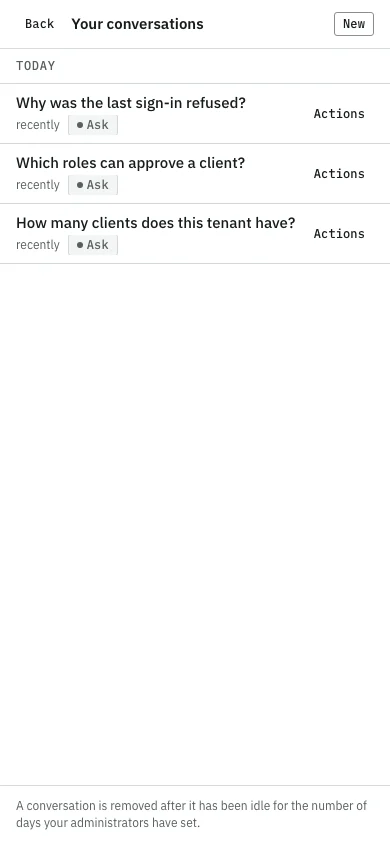 Back Your conversations New
TODAY
Why was the last sign-in refused?
recently Ask
Actions
Which roles can approve a client?
recently Ask
Actions
How many clients does this tenant have?
recently Ask
Actions
A conversation is removed after it has been idle for the number of
days your administrators have set.